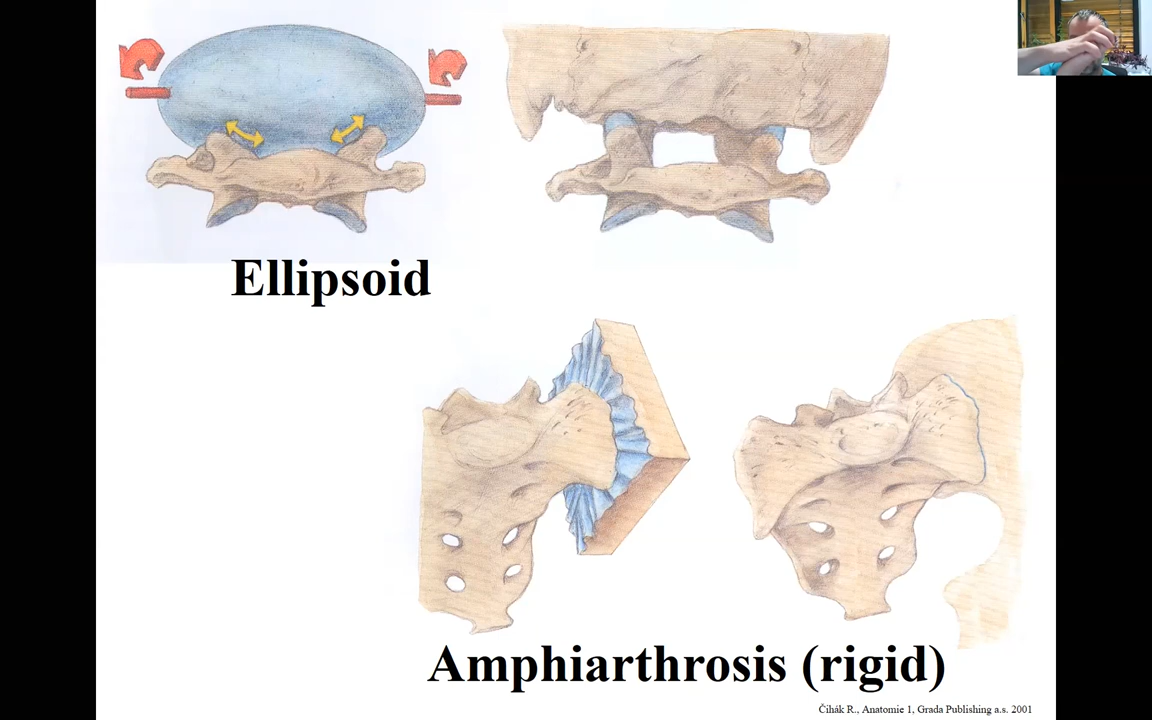 Ellipsoid
Amphiarthrosis (rigid)
Čihák R., Anatomie 1, Grada Publishing a.s. 2001